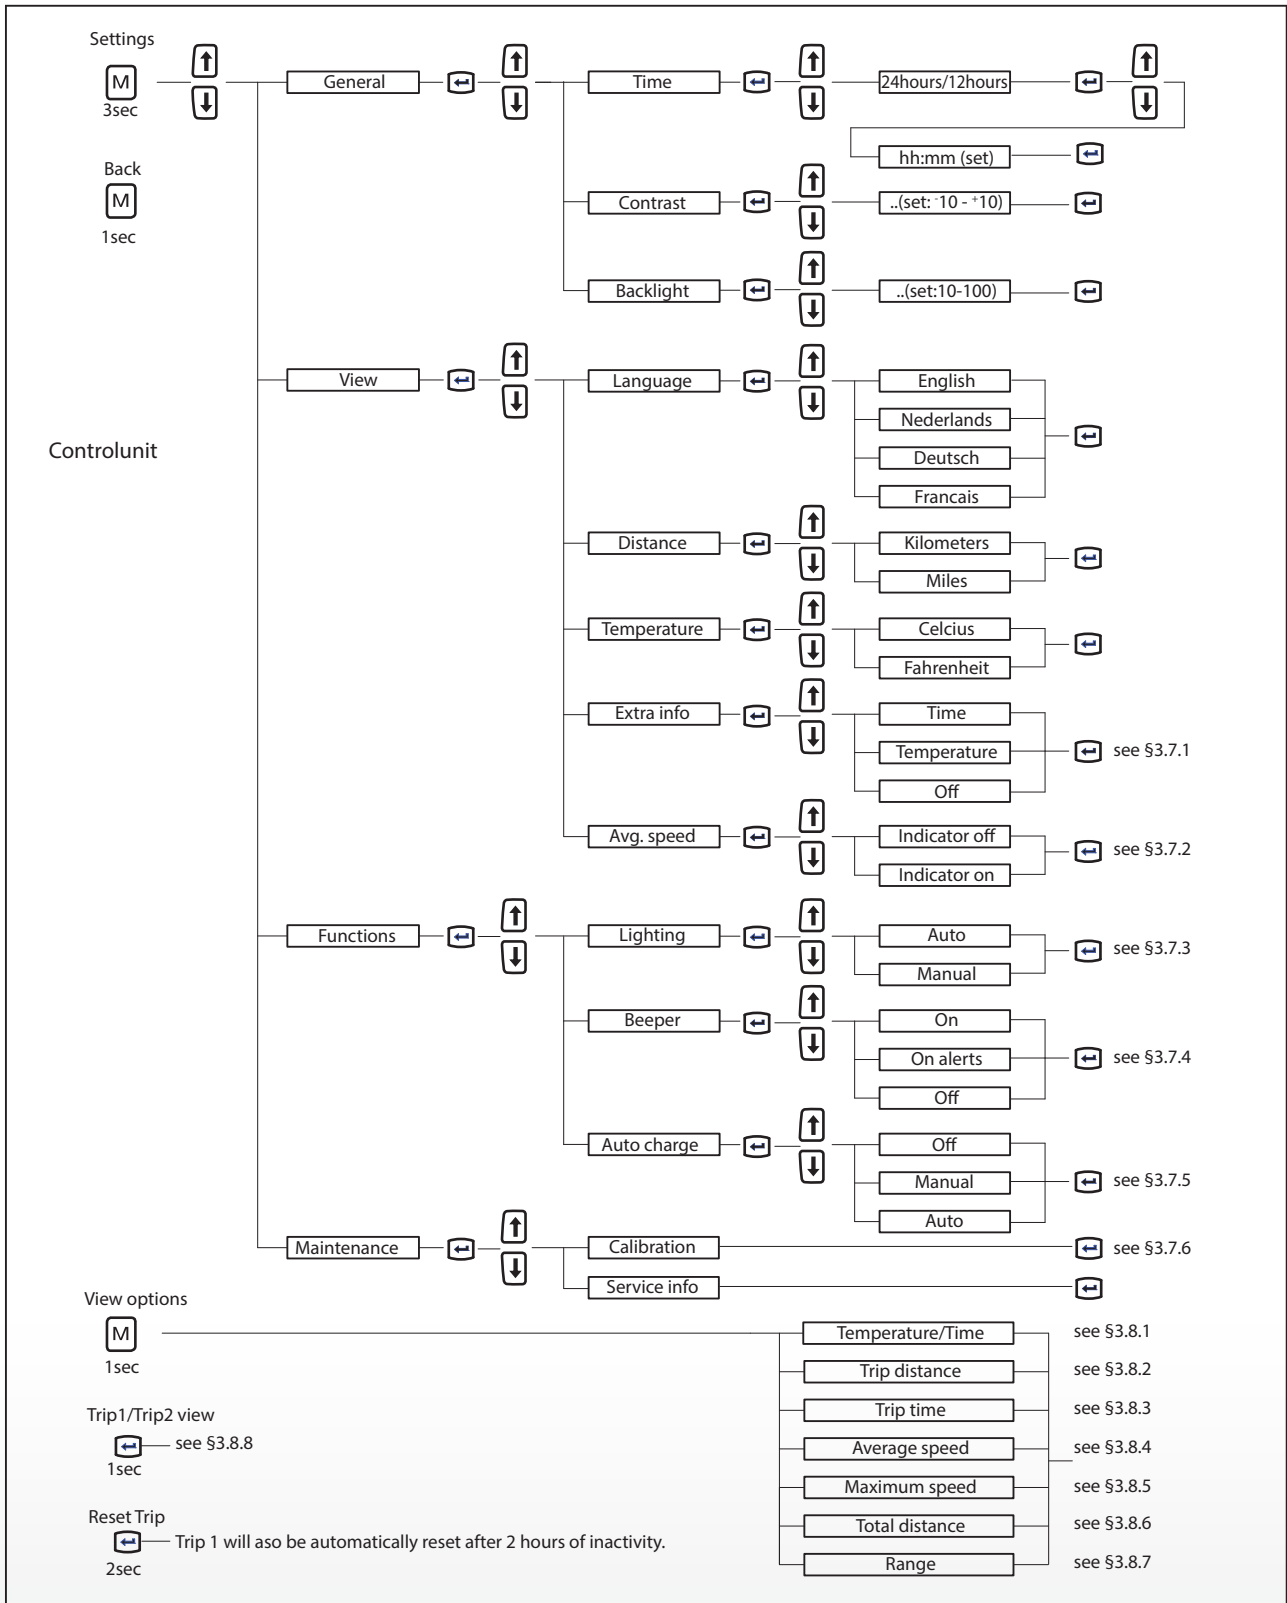 Settings
M
3sec
General
Time
24hours/12hours
hh:mm (set)
Back
M
1sec
Contrast
..(set: -10 - +10)
Backlight
..(set:10-100)
View
Language
English
Nederlands
Deutsch
Francais
Controlunit
Distance
Kilometers
Miles
Temperature
Celcius
Fahrenheit
Extra info
Time
Temperature
see §3.7.1
Off
Avg. speed
Indicator off
see §3.7.2
Indicator on
Functions
Lighting
Auto
see §3.7.3
Manual
Beeper
On
On alerts
see §3.7.4
Off
Auto charge
Off
Manual
see §3.7.5
Auto
Maintenance
Calibration
see §3.7.6
Service info
View options
M
1sec
Temperature/Time
see §3.8.1
Trip distance
see §3.8.2
Trip time
see §3.8.3
Average speed
see §3.8.4
Maximum speed
see §3.8.5
Total distance
see §3.8.6
Range
see §3.8.7
Trip1/Trip2 view
see §3.8.8
1sec
Reset Trip
Trip 1 will aso be automatically reset after 2 hours of inactivity.
2sec